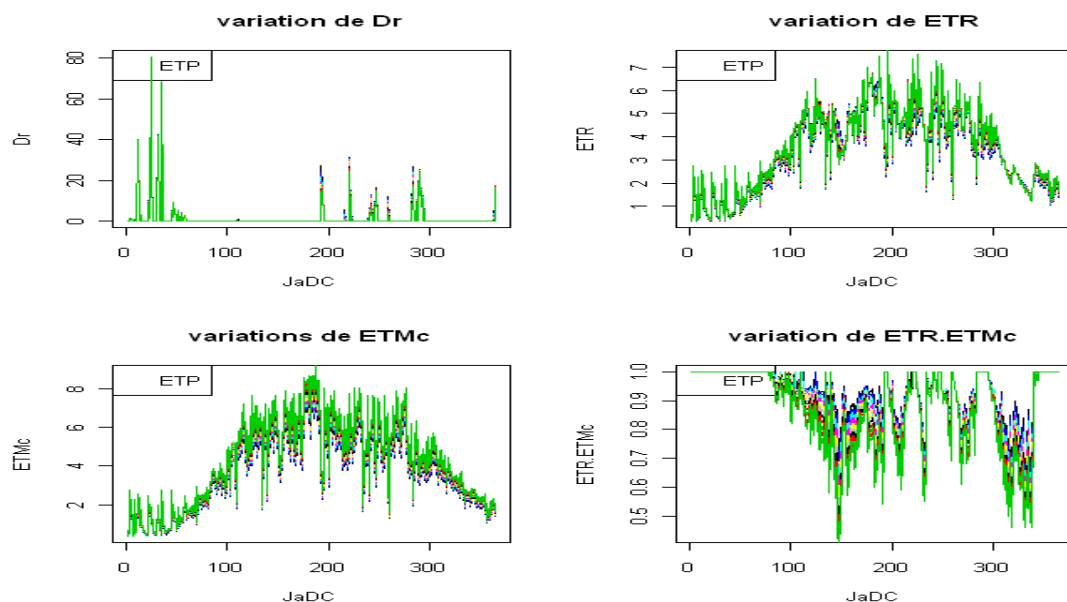 variation de Dr
ETP
Dr
0 20 40 60 80
0 100 200 300
JaDC
variation de ETR
ETP
ETR
1 2 3 4 5 6 7
0 100 200 300
JaDC
variations de ETMc
ETP
ETMc
2 4 6 8
0 100 200 300
JaDC
variation de ETR.ETMc
ETP
ETR.ETMc
0.5 0.6 0.7 0.8 0.9 1.0
0 100 200 300
JaDC